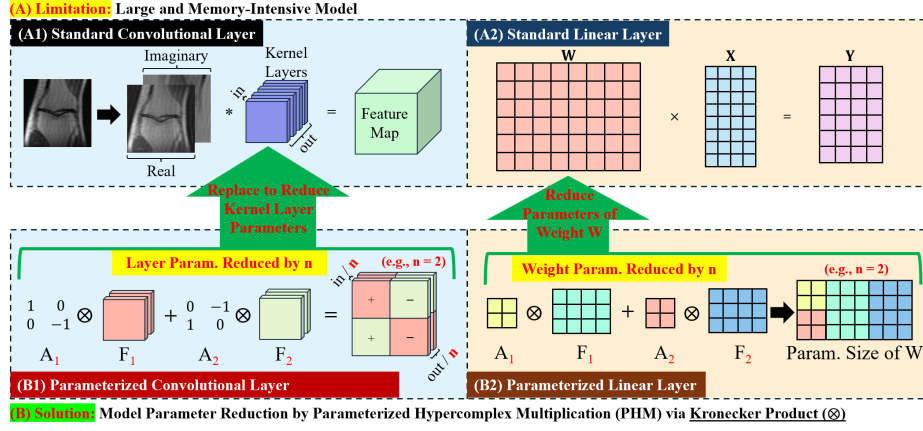 (A) Limitation: Large and Memory-Intensive Model
(A1) Standard Convolutional Layer
Imaginary
Kernel
Layers
in
*
=
Feature
Map
out
Real
(A2) Standard Linear Layer
W
X
Y
×
=
Replace to Reduce
Kernel Layer
Parameters
Reduce
Parameters of
Weight W
Layer Param. Reduced by n
in / n
(e.g., n = 2)
1 0
0 -1
⊗
+
0 -1
1 0
⊗
=
+ −
+ +
out / n
A1 F1 A2 F2
(B1) Parameterized Convolutional Layer
Weight Param. Reduced by n
(e.g., n = 2)
⊗ + ⊗
A1 F1 A2 F2 Param. Size of W
(B2) Parameterized Linear Layer
(B) Solution: Model Parameter Reduction by Parameterized Hypercomplex Multiplication (PHM) via Kronecker Product (⊗)